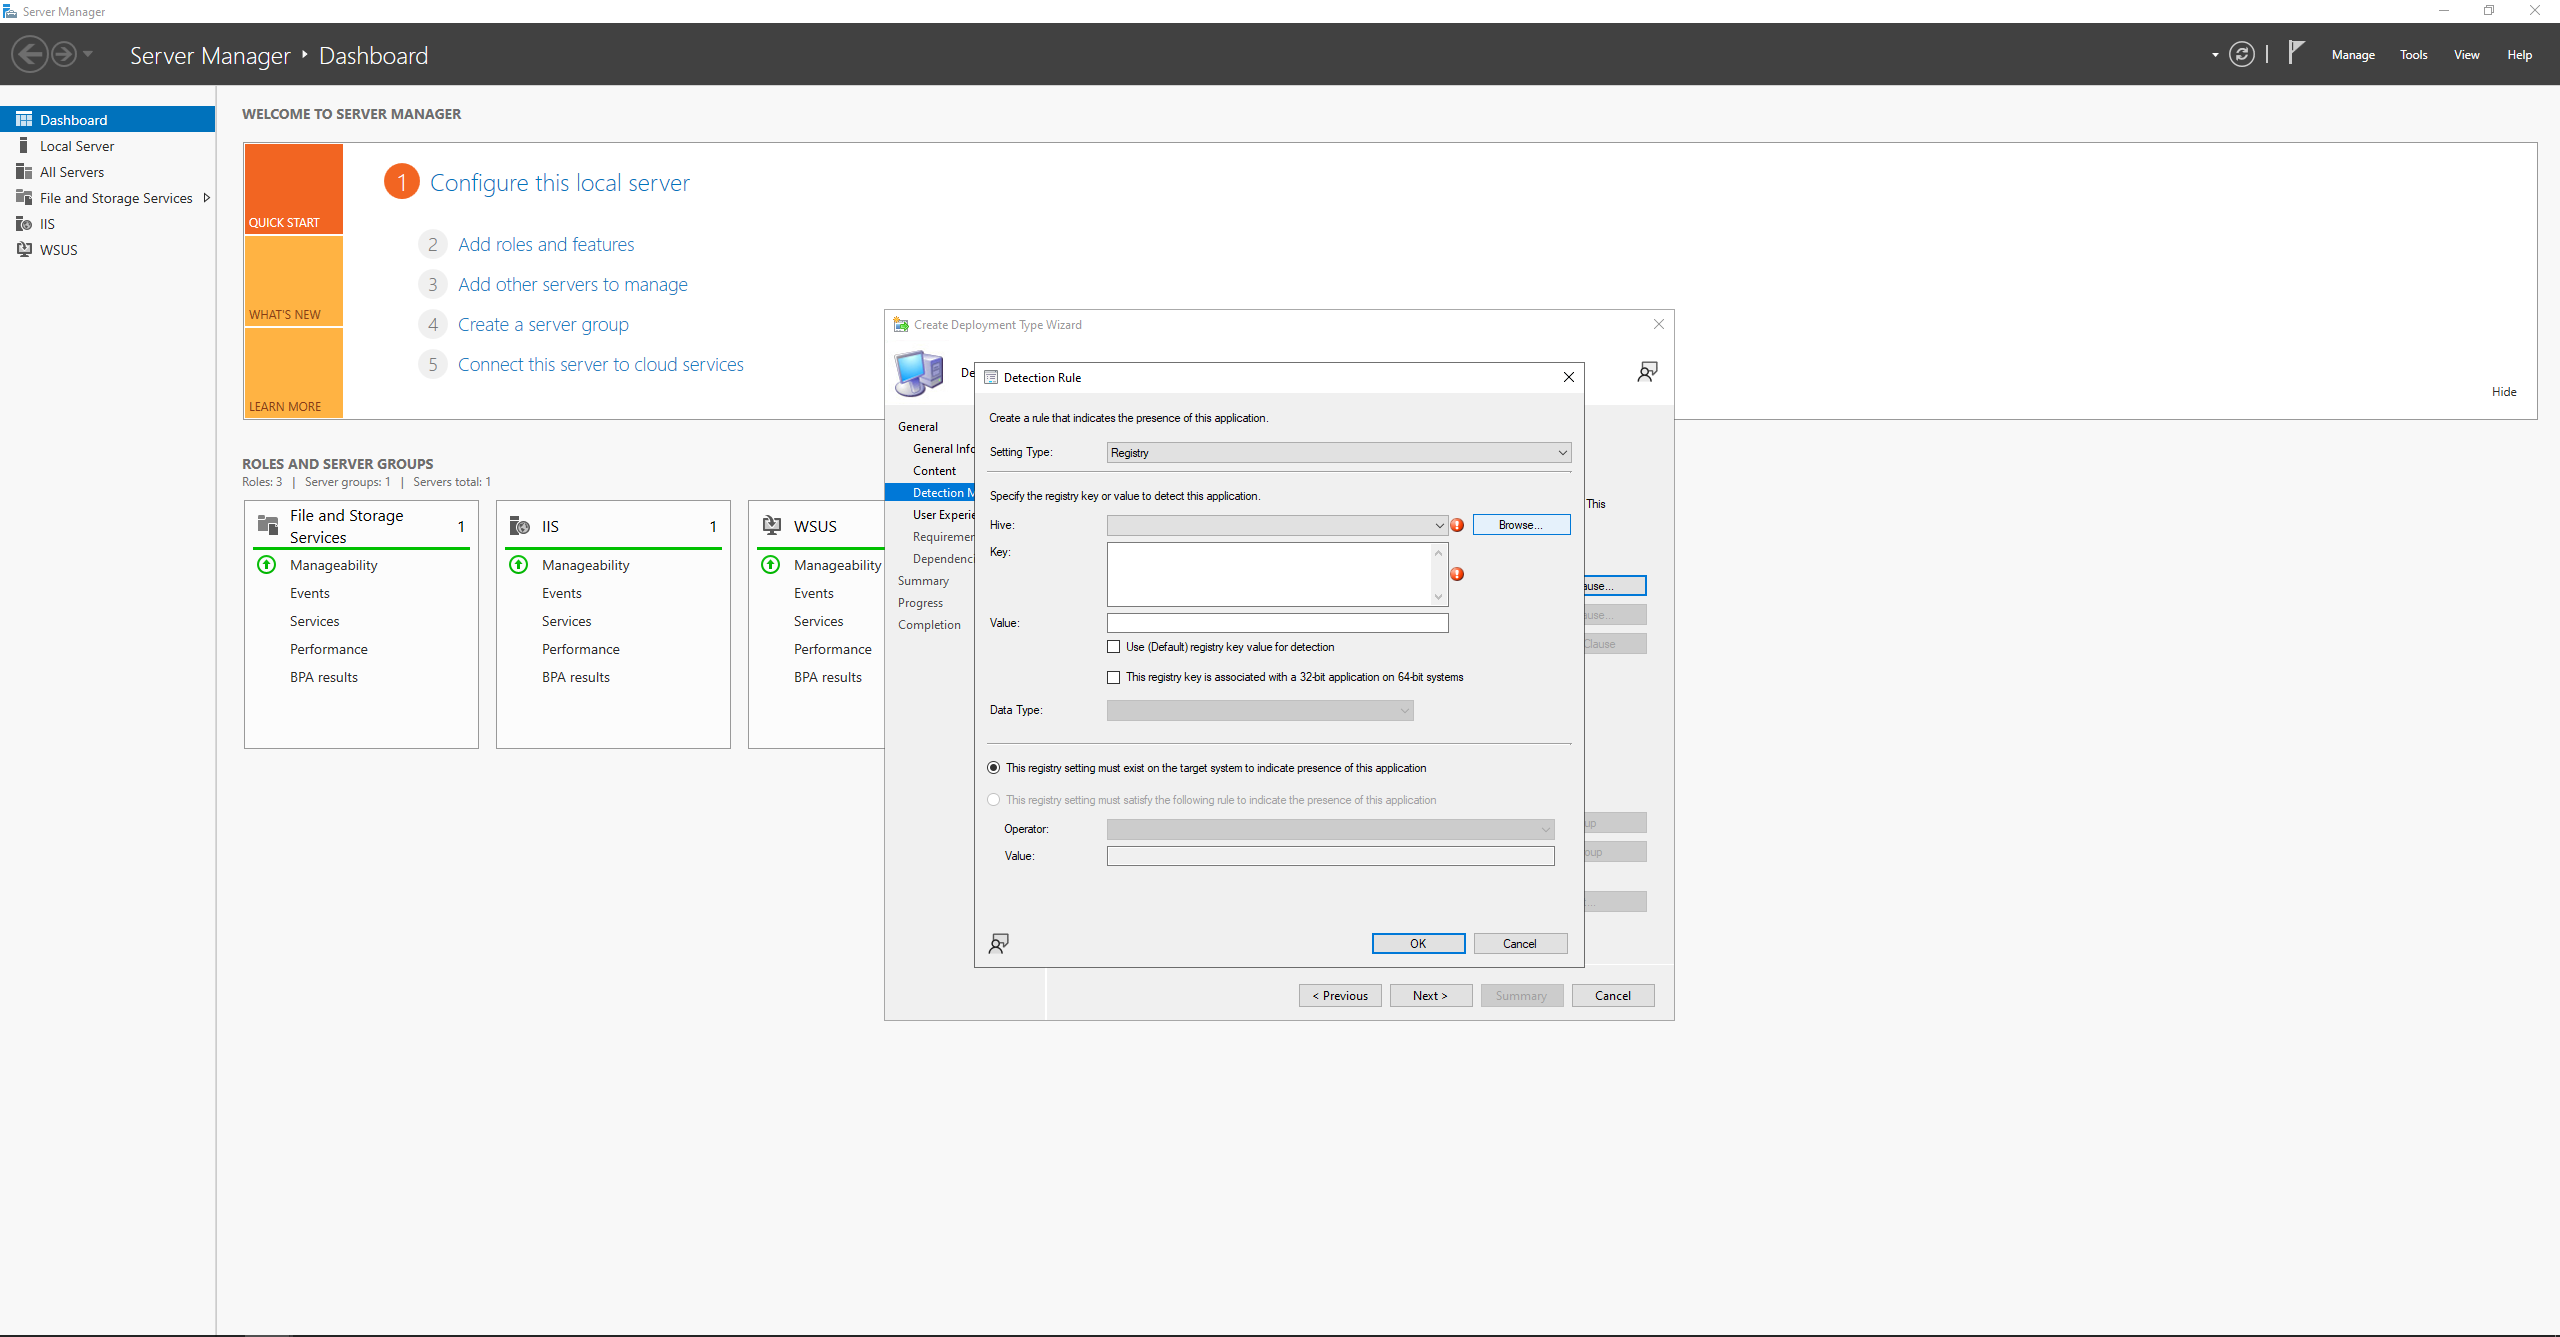 Server Manager
Server Manager ‣ Dashboard
Manage Tools View Help
Dashboard
Local Server
All Servers
File and Storage Services
IIS
WSUS
WELCOME TO SERVER MANAGER
QUICK START
WHAT'S NEW
LEARN MORE
1 Configure this local server
2 Add roles and features
3 Add other servers to manage
4 Create a server group
5 Connect this server to cloud services
Hide
ROLES AND SERVER GROUPS
Roles: 3 | Server groups: 1 | Servers total: 1
File and Storage Services 1
Manageability
Events
Services
Performance
BPA results
IIS 1
Manageability
Events
Services
Performance
BPA results
WSUS
Manageability
Events
Services
Performance
BPA results
Create Deployment Type Wizard
De
General
General Info
Content
Detection M
User Experie
Requiremen
Dependenc
Summary
Progress
Completion
This
ause...
ause...
Clause
up
oup
< Previous
Next >
Summary
Cancel
Detection Rule
Create a rule that indicates the presence of this application.
Setting Type: Registry
Specify the registry key or value to detect this application.
Hive: Browse...
Key:
Value:
Use (Default) registry key value for detection
This registry key is associated with a 32-bit application on 64-bit systems
Data Type:
This registry setting must exist on the target system to indicate presence of this application
This registry setting must satisfy the following rule to indicate the presence of this application
Operator:
Value:
OK
Cancel